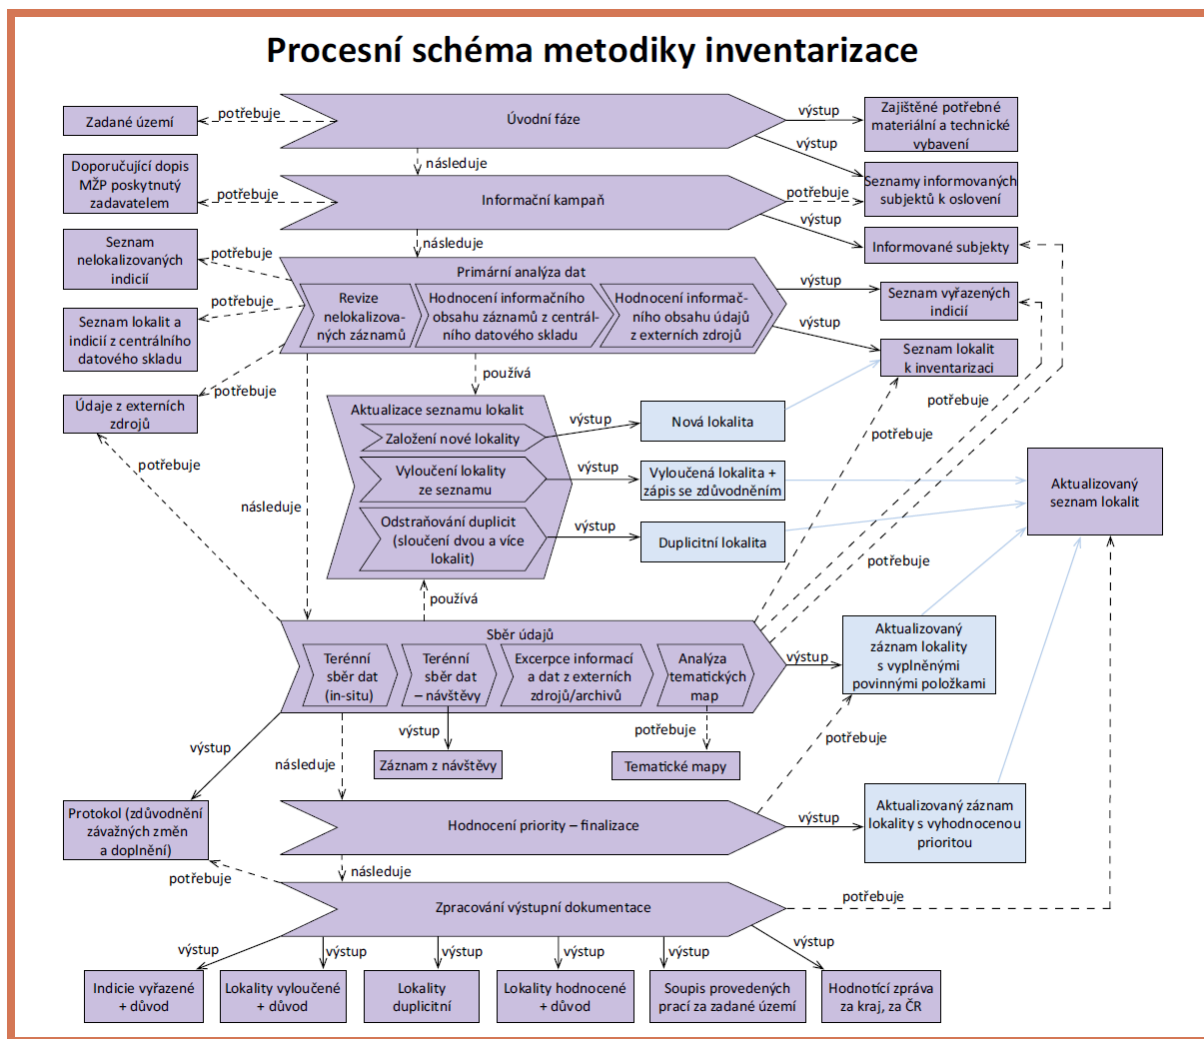 Procesní schéma metodiky inventarizace
Zadané území
potřebuje
Úvodní fáze
výstup
Zajištěné potřebné
materiální a technické
vybavení
výstup
následuje
Doporučující dopis
MŽP poskytnutý
zadavatelem
potřebuje
Informační kampaň
potřebuje
Seznamy informovaných
subjektů k oslovení
výstup
Informované subjekty
následuje
Seznam
nelokalizovaných
indicií
potřebuje
Primární analýza dat
Revize
nelokalizova-
ných záznamů
Hodnocení informačního
obsahu záznamů z centrál-
ního datového skladu
Hodnocení informač-
ního obsahu údajů
z externích zdrojů
výstup
Seznam vyřazených
indicií
potřebuje
Seznam lokalit a
indicií z centrálního
datového skladu
výstup
Seznam lokalit
k inventarizaci
potřebuje
Údaje z externích
zdrojů
používá
potřebuje
potřebuje
Aktualizace seznamu lokalit
Založení nové lokality
výstup
Nová lokalita
Vyloučení lokality
ze seznamu
výstup
Vyloučená lokalita +
zápis se zdůvodněním
Odstraňování duplicit
(sloučení dvou a více
lokalit)
výstup
Duplicitní lokalita
Aktualizovaný
seznam lokalit
potřebuje
následuje
potřebuje
používá
Sběr údajů
Terénní
sběr dat
(in-situ)
Terénní
sběr dat
– návštěvy
Excerpce informací
a dat z externích
zdrojů/archivů
Analýza
tematických
map
výstup
Aktualizovaný
záznam lokality
s vyplněnými
povinnými položkami
výstup
výstup
Záznam z návštěvy
potřebuje
Tematické mapy
potřebuje
následuje
Protokol (zdůvodnění
závažných změn
a doplnění)
Hodnocení priority – finalizace
výstup
Aktualizovaný záznam
lokality s vyhodnocenou
prioritou
následuje
potřebuje
Zpracování výstupní dokumentace
potřebuje
výstup
výstup
výstup
výstup
výstup
výstup
Indicie vyřazené
+ důvod
Lokality vyloučené
+ důvod
Lokality
duplicitní
Lokality hodnocené
+ důvod
Soupis provedených
prací za zadané území
Hodnotící zpráva
za kraj, za ČR